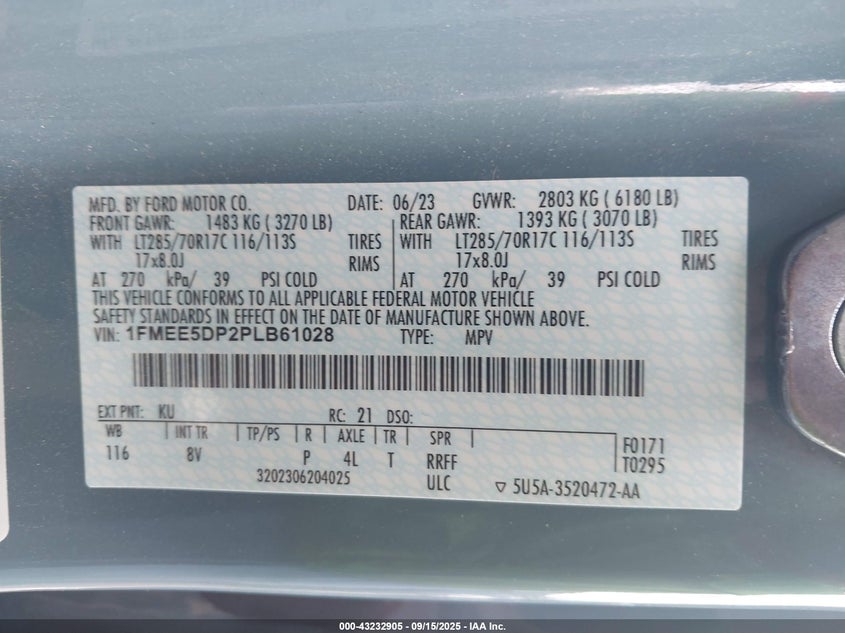 MFD. BY FORD MOTOR CO. DATE: 06/23 GVWR: 2803 KG ( 6180 LB)
FRONT GAWR: 1483 KG ( 3270 LB) REAR GAWR: 1393 KG ( 3070 LB)
WITH LT285/70R17C 116/113S TIRES WITH LT285/70R17C 116/113S TIRES
17x8.0J RIMS 17x8.0J RIMS
AT 270 kPa/ 39 PSI COLD AT 270 kPa/ 39 PSI COLD
THIS VEHICLE CONFORMS TO ALL APPLICABLE FEDERAL MOTOR VEHICLE
SAFETY STANDARDS IN EFFECT ON THE DATE OF MANUFACTURE SHOWN ABOVE.
VIN: 1FMEE5DP2PLB61028 TYPE: MPV
EXT PNT: KU RC: 21 DSO:
WB INT TR TP/PS R AXLE TR SPR F0171
116 8V P 4L T RRFF T0295
3202306204025 ULC ▽ 5U5A-3520472-AA
000-43232905 - 09/15/2025 - IAA Inc.